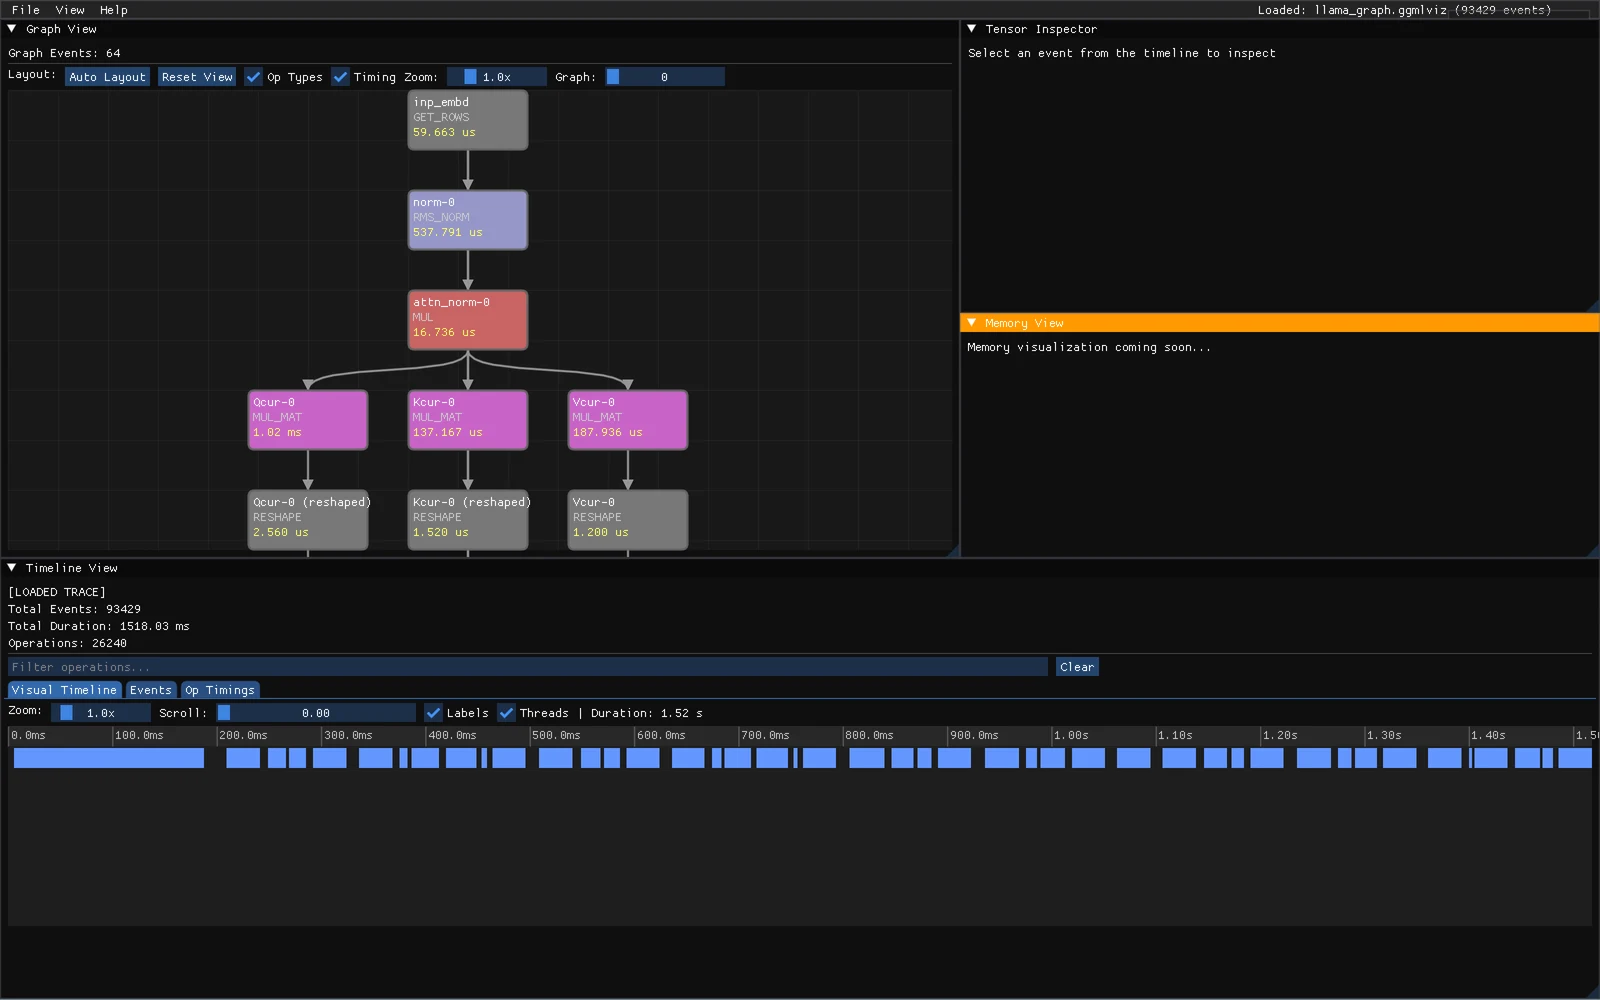 File View Help
Loaded: llama_graph.ggmlviz (93429 events)
Graph View
Graph Events: 64
Layout: Auto Layout Reset View Op Types Timing Zoom: 1.0x Graph: 0
inp_embd
GET_ROWS
59.663 us
norm-0
RMS_NORM
537.791 us
attn_norm-0
MUL
16.736 us
Qcur-0
MUL_MAT
1.02 ms
Kcur-0
MUL_MAT
137.167 us
Vcur-0
MUL_MAT
187.936 us
Qcur-0 (reshaped)
RESHAPE
2.560 us
Kcur-0 (reshaped)
RESHAPE
1.520 us
Vcur-0
RESHAPE
1.200 us
Tensor Inspector
Select an event from the timeline to inspect
Memory View
Memory visualization coming soon...
Timeline View
[LOADED TRACE]
Total Events: 93429
Total Duration: 1518.03 ms
Operations: 26240
Filter operations... Clear
Visual Timeline Events Op Timings
Zoom: 1.0x Scroll: 0.00 Labels Threads | Duration: 1.52 s
0.0ms 100.0ms 200.0ms 300.0ms 400.0ms 500.0ms 600.0ms 700.0ms 800.0ms 900.0ms 1.00s 1.10s 1.20s 1.30s 1.40s